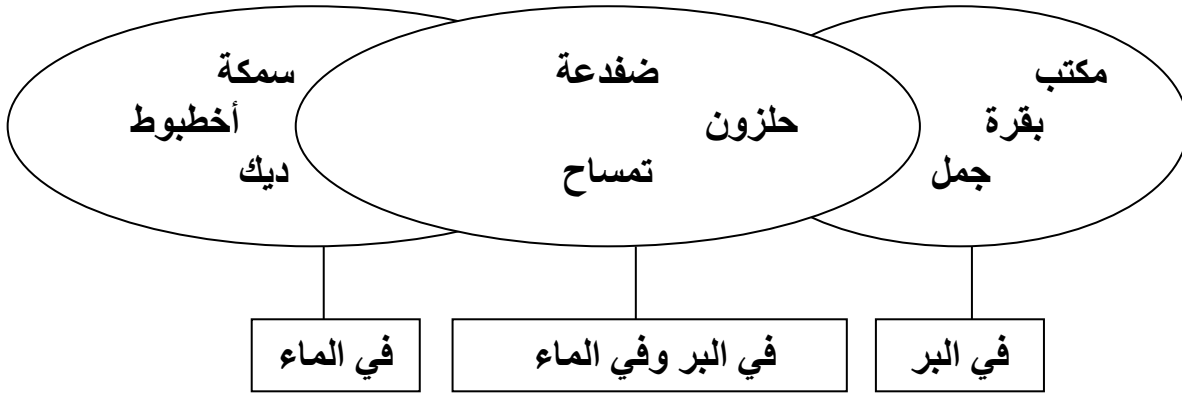 مكتب
بقرة
جمل
ضفدعة
حلزون
تمساح
سمكة
أخطبوط
ديك
في البر
في البر وفي الماء
في الماء